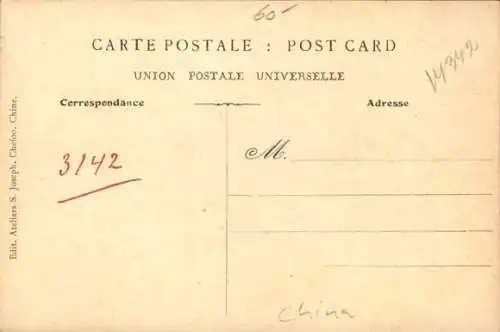 60-
CARTE POSTALE : POST CARD
14342
UNION POSTALE UNIVERSELLE
Correspondance
Adresse
M.
3142
Edit. Ateliers S. Joseph, Chefoo, Chine.
China